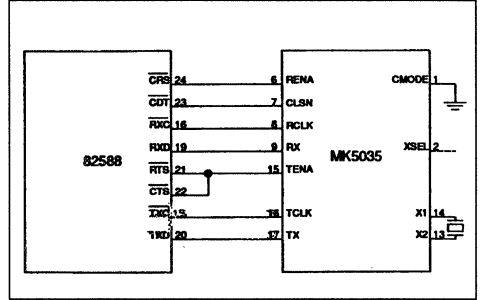 CRS 24 6 RENA CMODE 1
CDT 23 7 CLSN
RXC 16 8 RCLK
RXD 19 9 RX XSEL 2
82588 MK5035
RTS 21 15 TENA
CTS 22
TXC 16 TCLK X1 14
TXD 20 17 TX X2 13